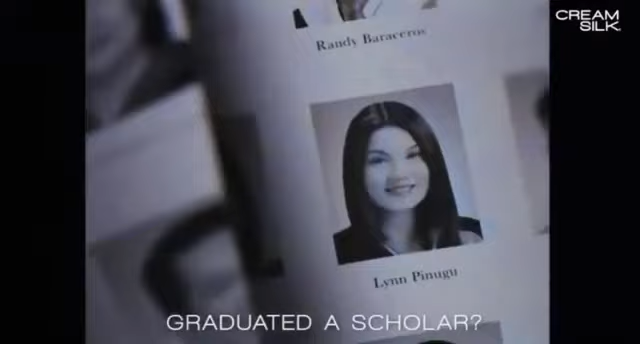 CREAM
SILK
Randy Baraceros
Lynn Pinugu
GRADUATED A SCHOLAR?